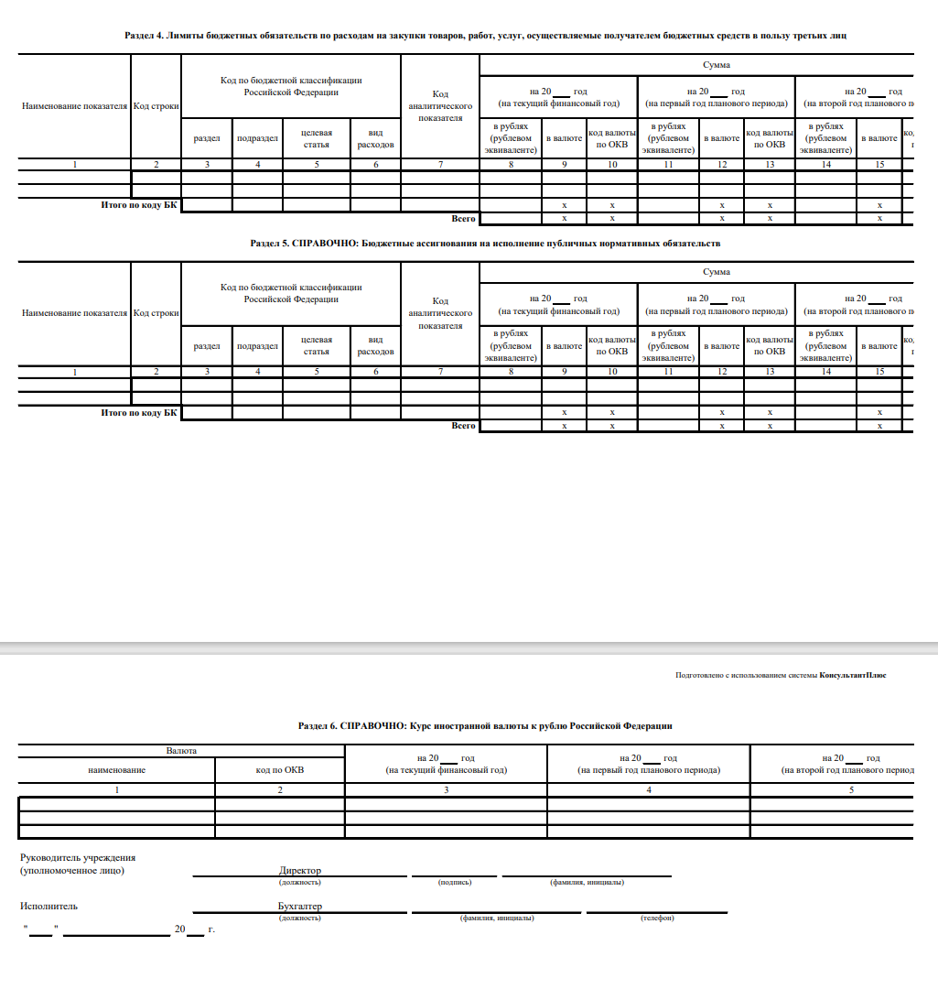 Раздел 4. Лимиты бюджетных обязательств по расходам на закупки товаров, работ, услуг, осуществляемые получателем бюджетных средств в пользу третьих лиц
Наименование показателя
Код строки
Код по бюджетной классификации
Российской Федерации
Код
аналитического
показателя
Сумма
на 20 ___ год
(на текущий финансовый год)
на 20 ___ год
(на первый год планового периода)
на 20 ___ год
(на второй год планового
раздел
подраздел
целевая
статья
вид
расходов
в рублях
(рублевом
эквиваленте)
в валюте
код валюты
по ОКВ
в рублях
(рублевом
эквиваленте)
в валюте
код валюты
по ОКВ
в рублях
(рублевом
эквиваленте)
в валюте
1 2 3 4 5 6 7 8 9 10 11 12 13 14 15
Итого по коду БК x x x x x
Всего x x x x x
Раздел 5. СПРАВОЧНО: Бюджетные ассигнования на исполнение публичных нормативных обязательств
Наименование показателя
Код строки
Код по бюджетной классификации
Российской Федерации
Код
аналитического
показателя
Сумма
на 20 ___ год
(на текущий финансовый год)
на 20 ___ год
(на первый год планового периода)
на 20 ___ год
(на второй год планового
раздел
подраздел
целевая
статья
вид
расходов
в рублях
(рублевом
эквиваленте)
в валюте
код валюты
по ОКВ
в рублях
(рублевом
эквиваленте)
в валюте
код валюты
по ОКВ
в рублях
(рублевом
эквиваленте)
в валюте
1 2 3 4 5 6 7 8 9 10 11 12 13 14 15
Итого по коду БК x x x x x
Всего x x x x x
Подготовлено с использованием системы КонсультантПлюс
Раздел 6. СПРАВОЧНО: Курс иностранной валюты к рублю Российской Федерации
Валюта
наименование
код по ОКВ
на 20 ___ год
(на текущий финансовый год)
на 20 ___ год
(на первый год планового периода)
на 20 ___ год
(на второй год планового период
1 2 3 4 5
Руководитель учреждения
(уполномоченное лицо) Директор
(должность) (подпись) (фамилия, инициалы)
Исполнитель Бухгалтер
(должность) (фамилия, инициалы) (телефон)
" ___ " ______________ 20 ___ г.